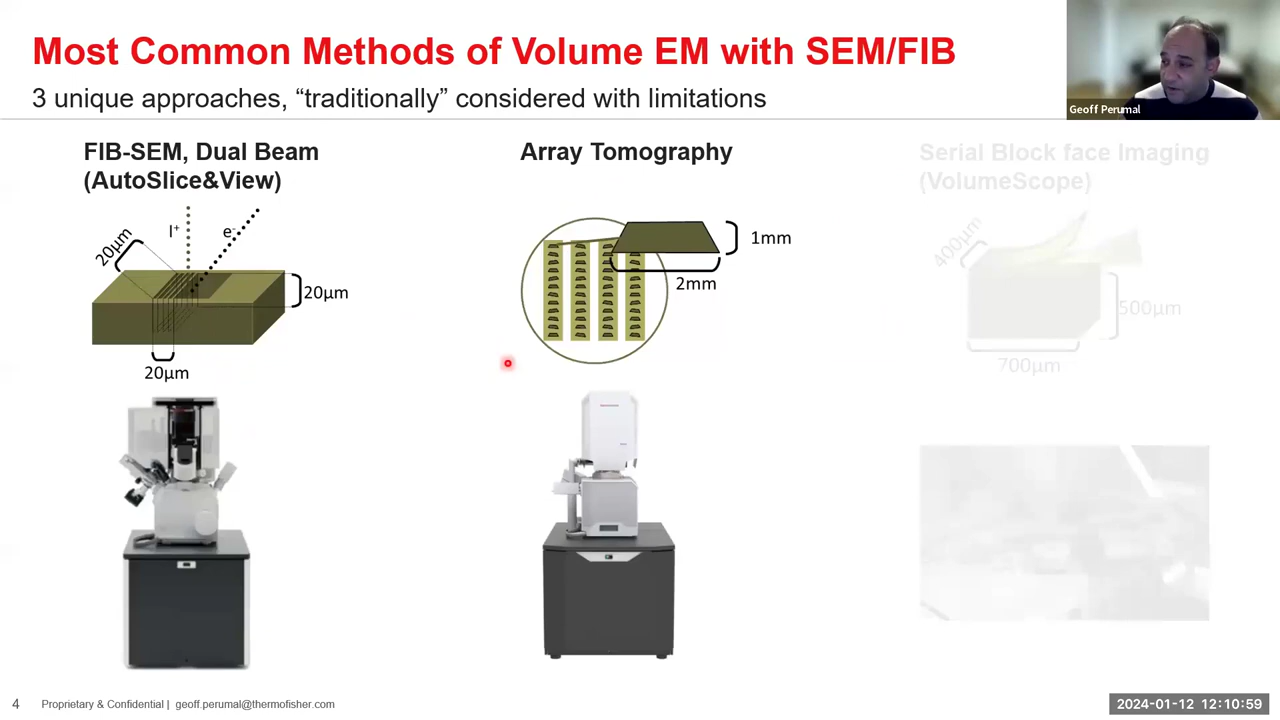 Most Common Methods of Volume EM with SEM/FIB
3 unique approaches, “traditionally” considered with limitations
Geoff Perumal
FIB-SEM, Dual Beam
(AutoSlice&View)
20µm
I+
e-
20µm
20µm
Array Tomography
1mm
2mm
Serial Block face Imaging
(VolumeScope)
400µm
500µm
700µm
4 Proprietary & Confidential | geoff.perumal@thermofisher.com
2024-01-12 12:10:59